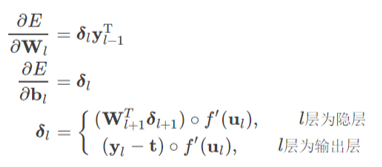 ∂E/∂W_l = δ_l y_{l-1}^T
∂E/∂b_l = δ_l
δ_l = { (W_{l+1}^T δ_{l+1}) ∘ f′(u_l), l层为隐层
(y_l − t) ∘ f′(u_l), l层为输出层